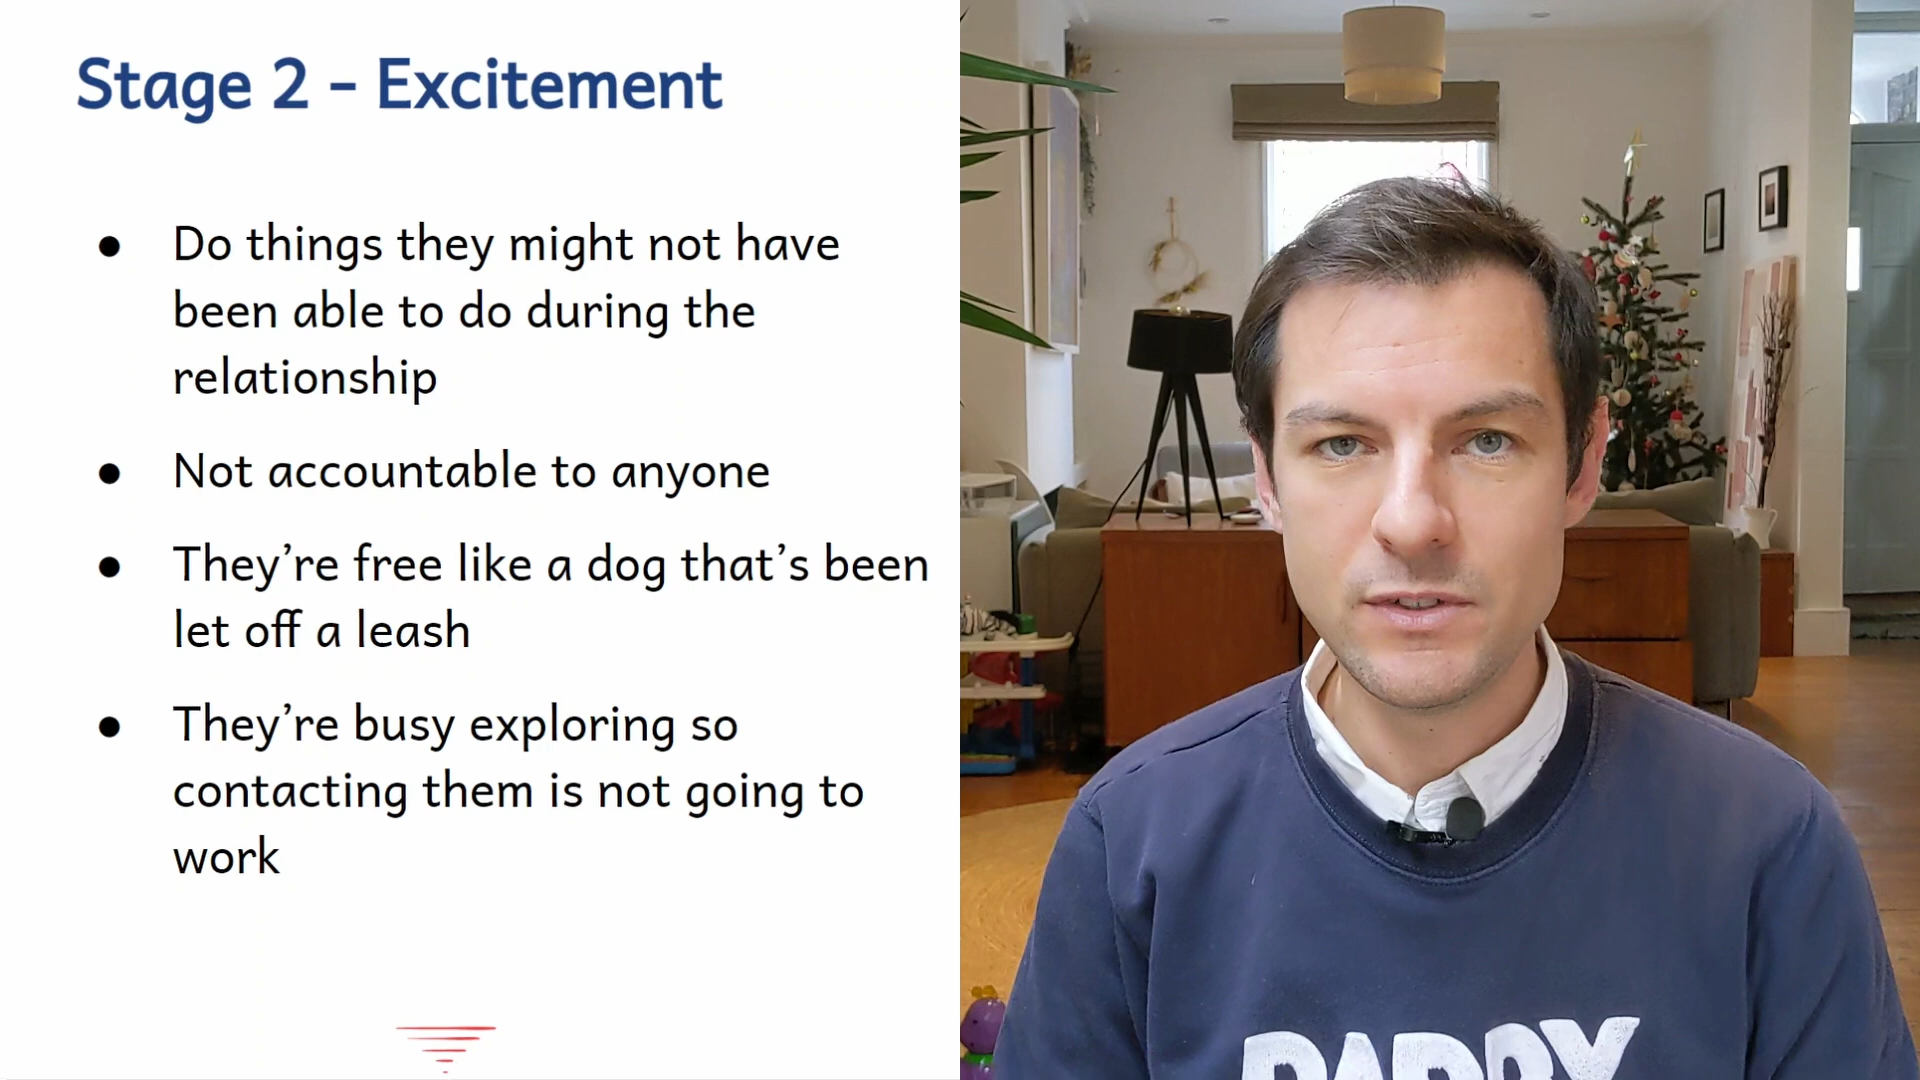 Stage 2 - Excitement
● Do things they might not have
been able to do during the
relationship
● Not accountable to anyone
● They’re free like a dog that’s been
let off a leash
● They’re busy exploring so
contacting them is not going to
work
DADDY